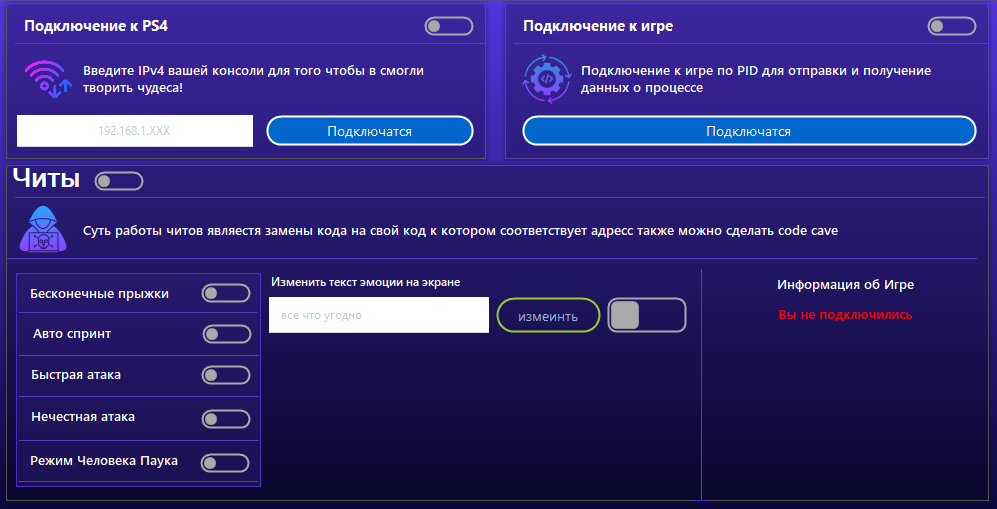 Подключение к PS4
Введите IPv4 вашей консоли для того чтобы в смогли
творить чудеса!
192.168.1.XXX
Подключатся
Подключение к игре
Подключение к игре по PID для отправки и получение
данных о процессе
Подключатся
Читы
Суть работы читов являестя замены кода на свой код к котором соответствует адресс также можно сделать code cave
Бесконечные прыжки
Авто спринт
Быстрая атака
Нечестная атака
Режим Человека Паука
Изменить текст эмоции на экране
все что угодно
измеинть
Информация об Игре
Вы не подключились